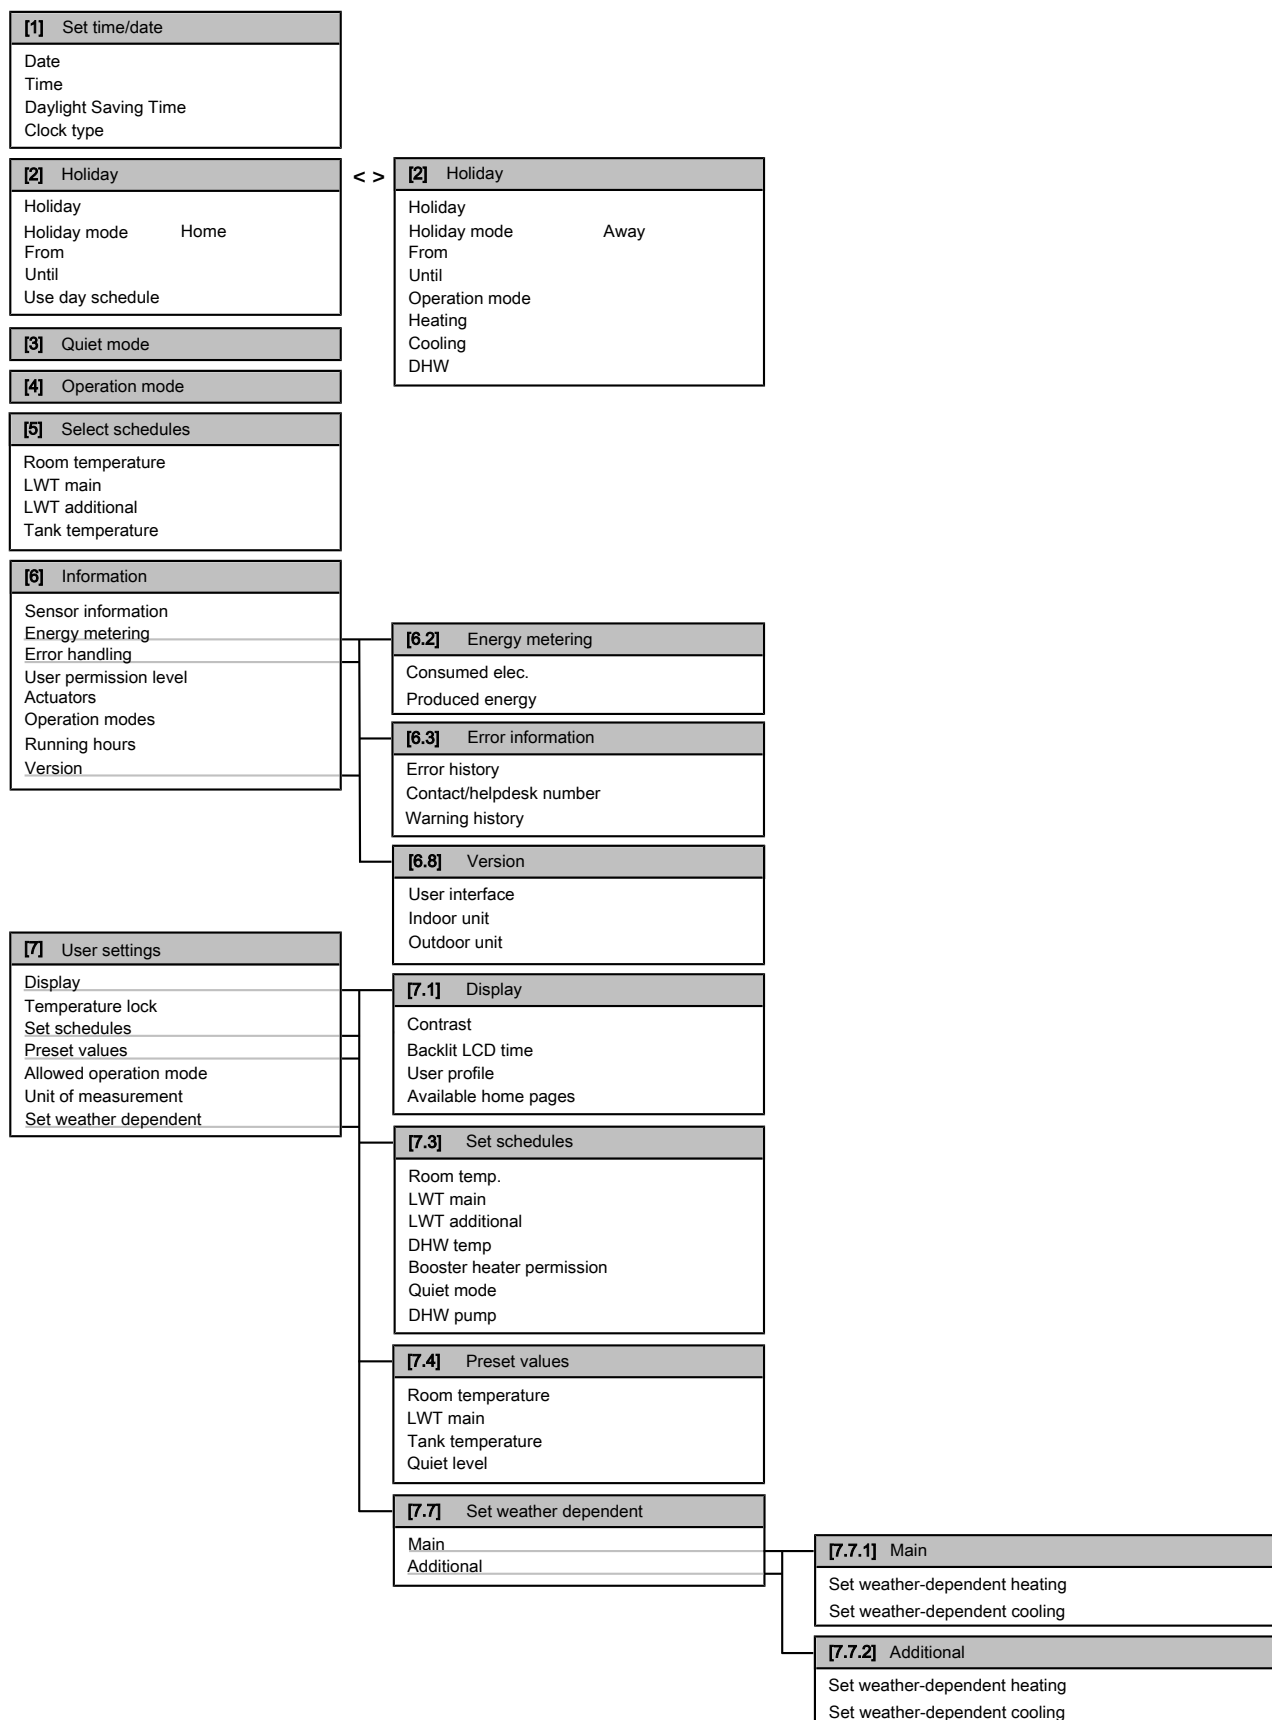 [1] Set time/date
Date
Time
Daylight Saving Time
Clock type
[2] Holiday
Holiday
Holiday mode Home
From
Until
Use day schedule
< >
[2] Holiday
Holiday
Holiday mode Away
From
Until
Operation mode
Heating
Cooling
DHW
[3] Quiet mode
[4] Operation mode
[5] Select schedules
Room temperature
LWT main
LWT additional
Tank temperature
[6] Information
Sensor information
Energy metering
Error handling
User permission level
Actuators
Operation modes
Running hours
Version
[6.2] Energy metering
Consumed elec.
Produced energy
[6.3] Error information
Error history
Contact/helpdesk number
Warning history
[6.8] Version
User interface
Indoor unit
Outdoor unit
[7] User settings
Display
Temperature lock
Set schedules
Preset values
Allowed operation mode
Unit of measurement
Set weather dependent
[7.1] Display
Contrast
Backlit LCD time
User profile
Available home pages
[7.3] Set schedules
Room temp.
LWT main
LWT additional
DHW temp
Booster heater permission
Quiet mode
DHW pump
[7.4] Preset values
Room temperature
LWT main
Tank temperature
Quiet level
[7.7] Set weather dependent
Main
Additional
[7.7.1] Main
Set weather-dependent heating
Set weather-dependent cooling
[7.7.2] Additional
Set weather-dependent heating
Set weather-dependent cooling